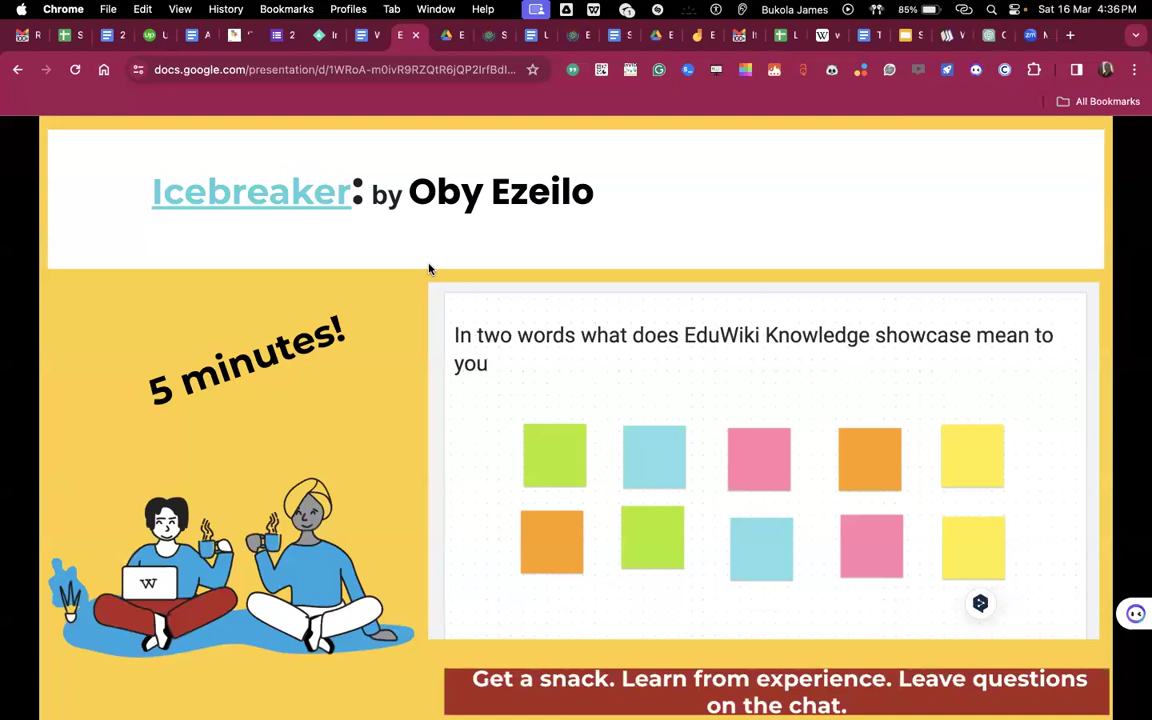 Chrome File Edit View History Bookmarks Profiles Tab Window Help Bukola James 85% Sat 16 Mar 4:36PM
docs.google.com/presentation/d/1WRoA-m0ivR9RZQtR6jQP2IrfBdI...
All Bookmarks
Icebreaker: by Oby Ezeilo
5 minutes!
In two words what does EduWiki Knowledge showcase mean to
you
W
Get a snack. Learn from experience. Leave questions
on the chat.